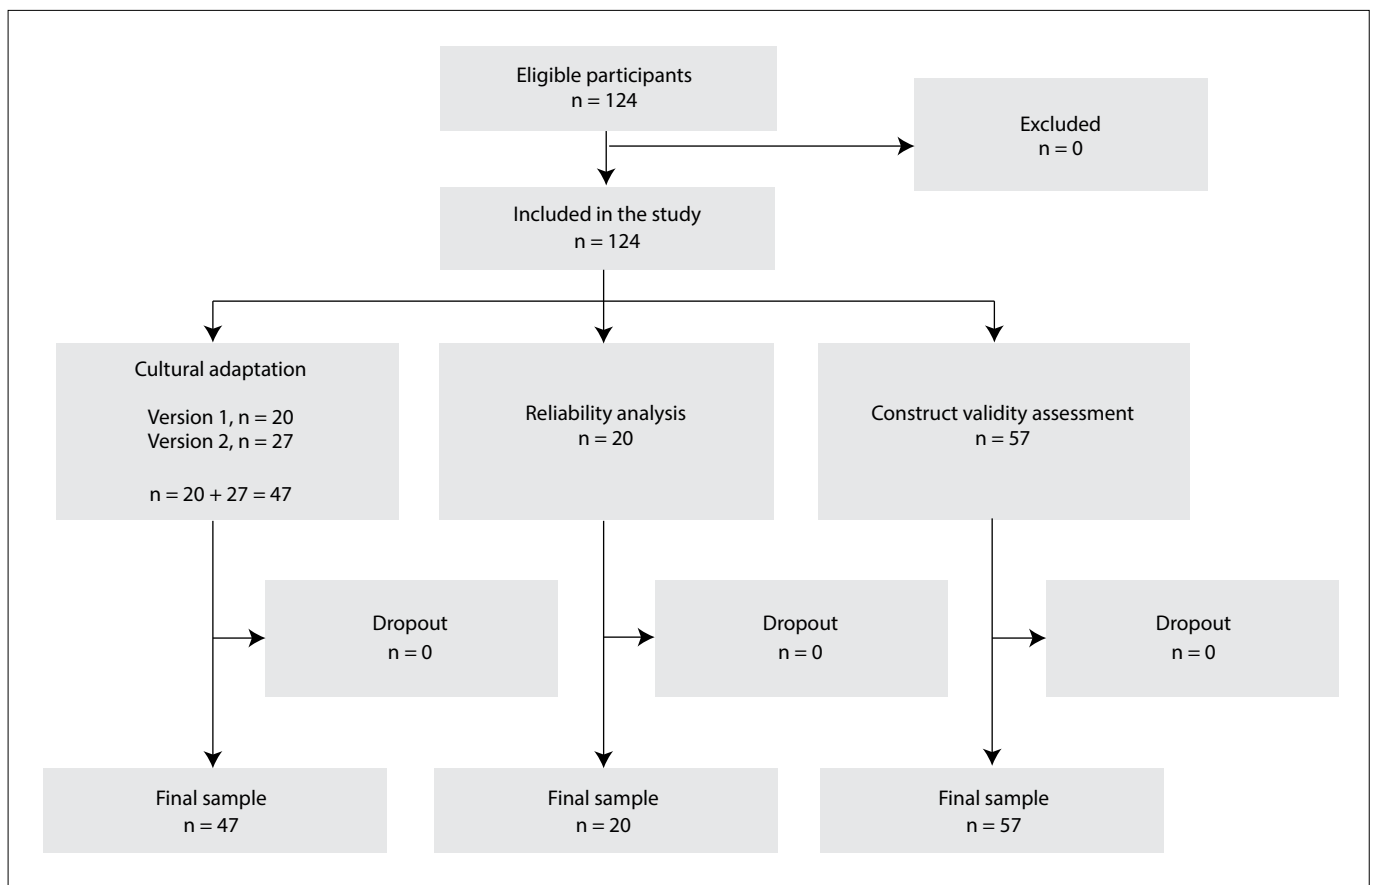 Eligible participants
n = 124
Excluded
n = 0
Included in the study
n = 124
Cultural adaptation
Version 1, n = 20
Version 2, n = 27
n = 20 + 27 = 47
Reliability analysis
n = 20
Construct validity assessment
n = 57
Dropout
n = 0
Dropout
n = 0
Dropout
n = 0
Final sample
n = 47
Final sample
n = 20
Final sample
n = 57